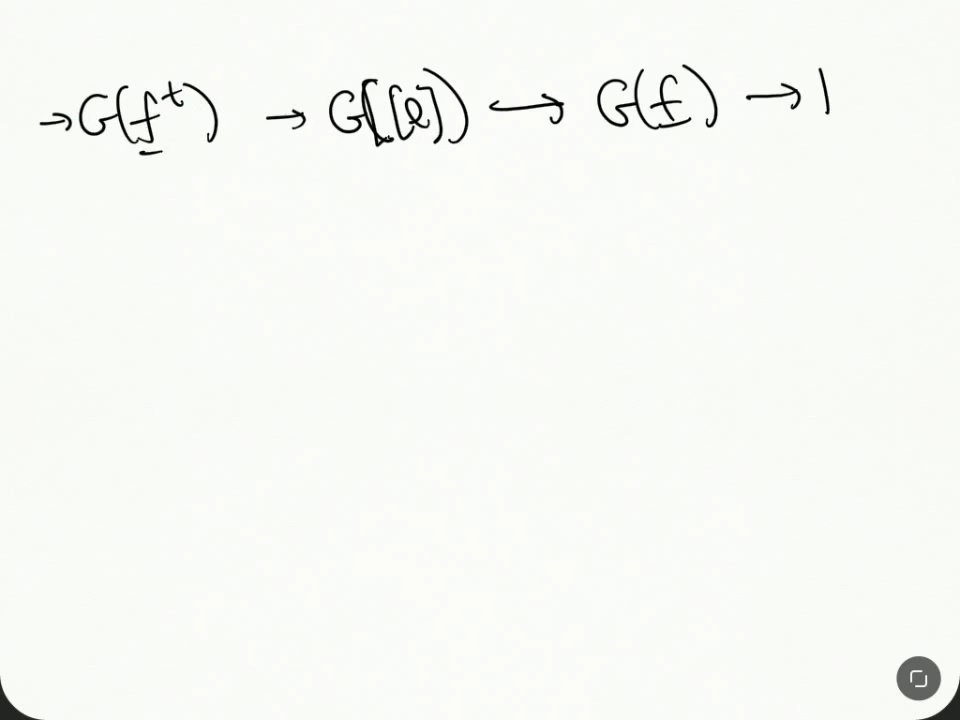 → G(f^t) → G([e]) ↔ G(f) → 1